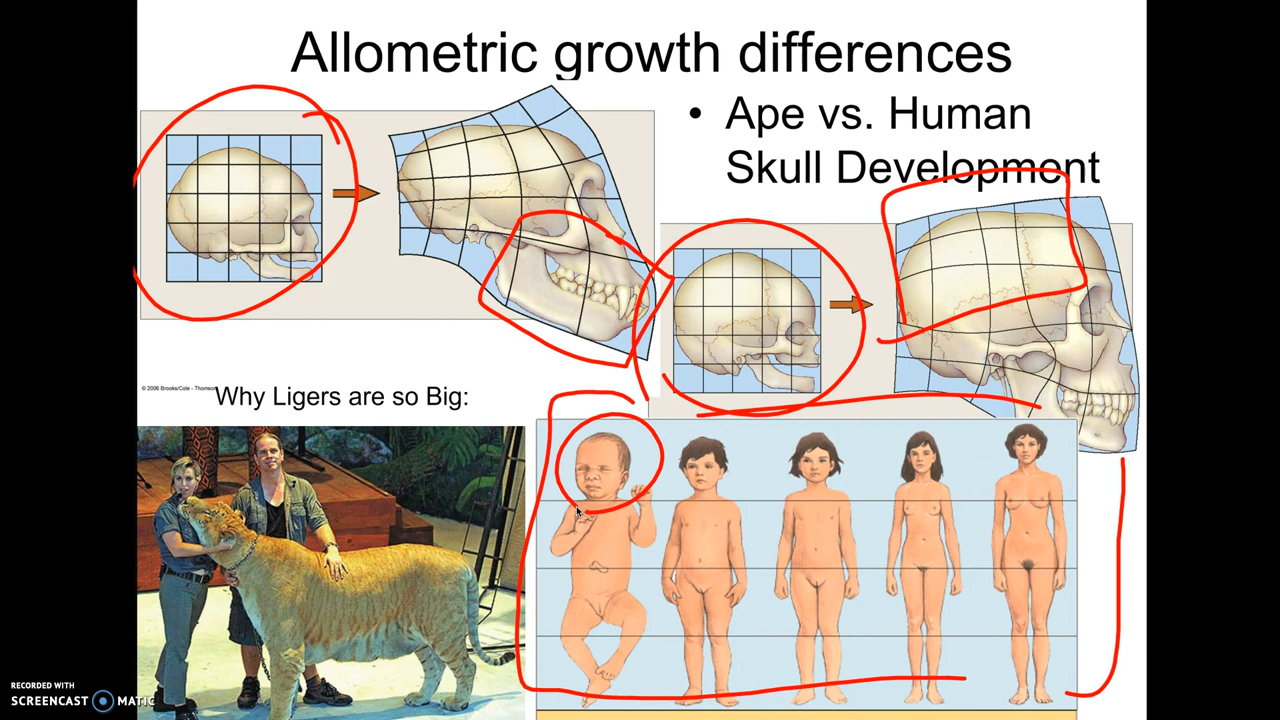 Allometric growth differences
• Ape vs. Human
Skull Development
© 2006 Brooks/Cole - Thomson
Why Ligers are so Big:
RECORDED WITH
SCREENCAST MATIC